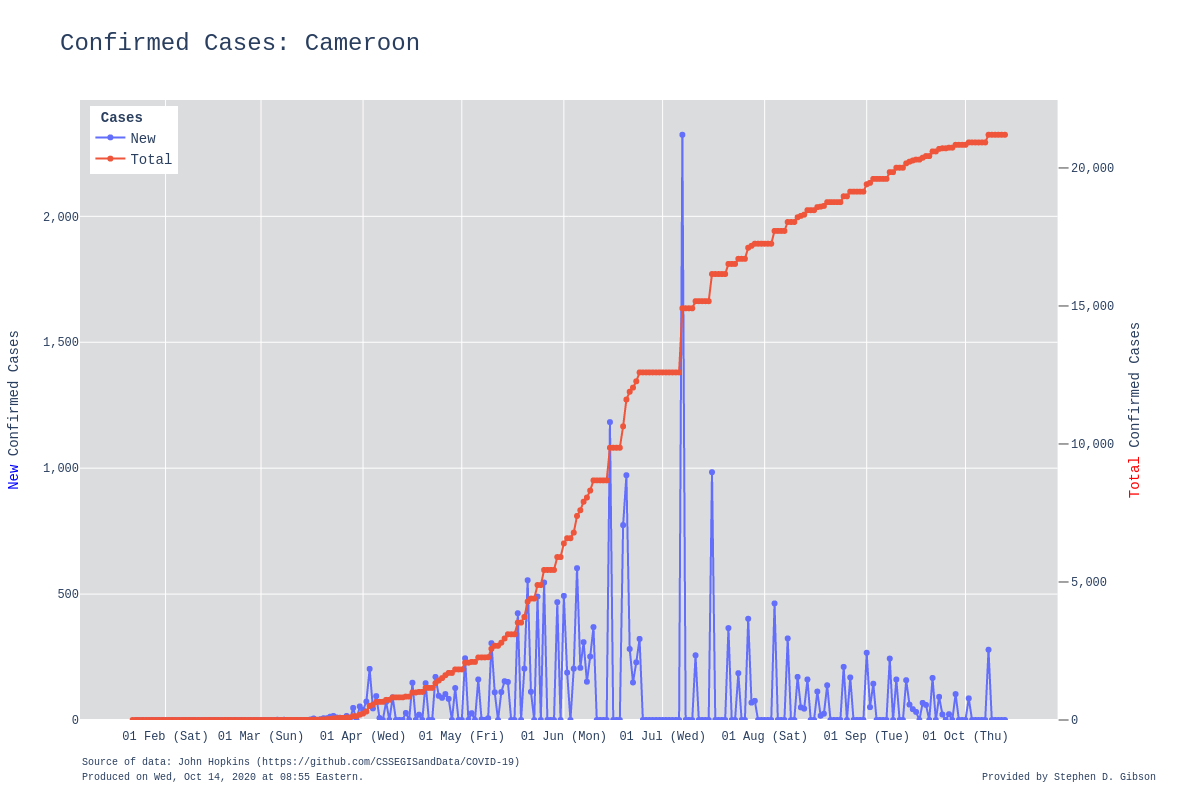 Confirmed Cases: Cameroon
Cases
New
Total
2,000
1,500
1,000
500
0
New Confirmed Cases
20,000
15,000
10,000
5,000
0
Total Confirmed Cases
01 Feb (Sat) 01 Mar (Sun) 01 Apr (Wed) 01 May (Fri) 01 Jun (Mon) 01 Jul (Wed) 01 Aug (Sat) 01 Sep (Tue) 01 Oct (Thu)
Source of data: John Hopkins (https://github.com/CSSEGISandData/COVID-19)
Produced on Wed, Oct 14, 2020 at 08:55 Eastern.
Provided by Stephen D. Gibson